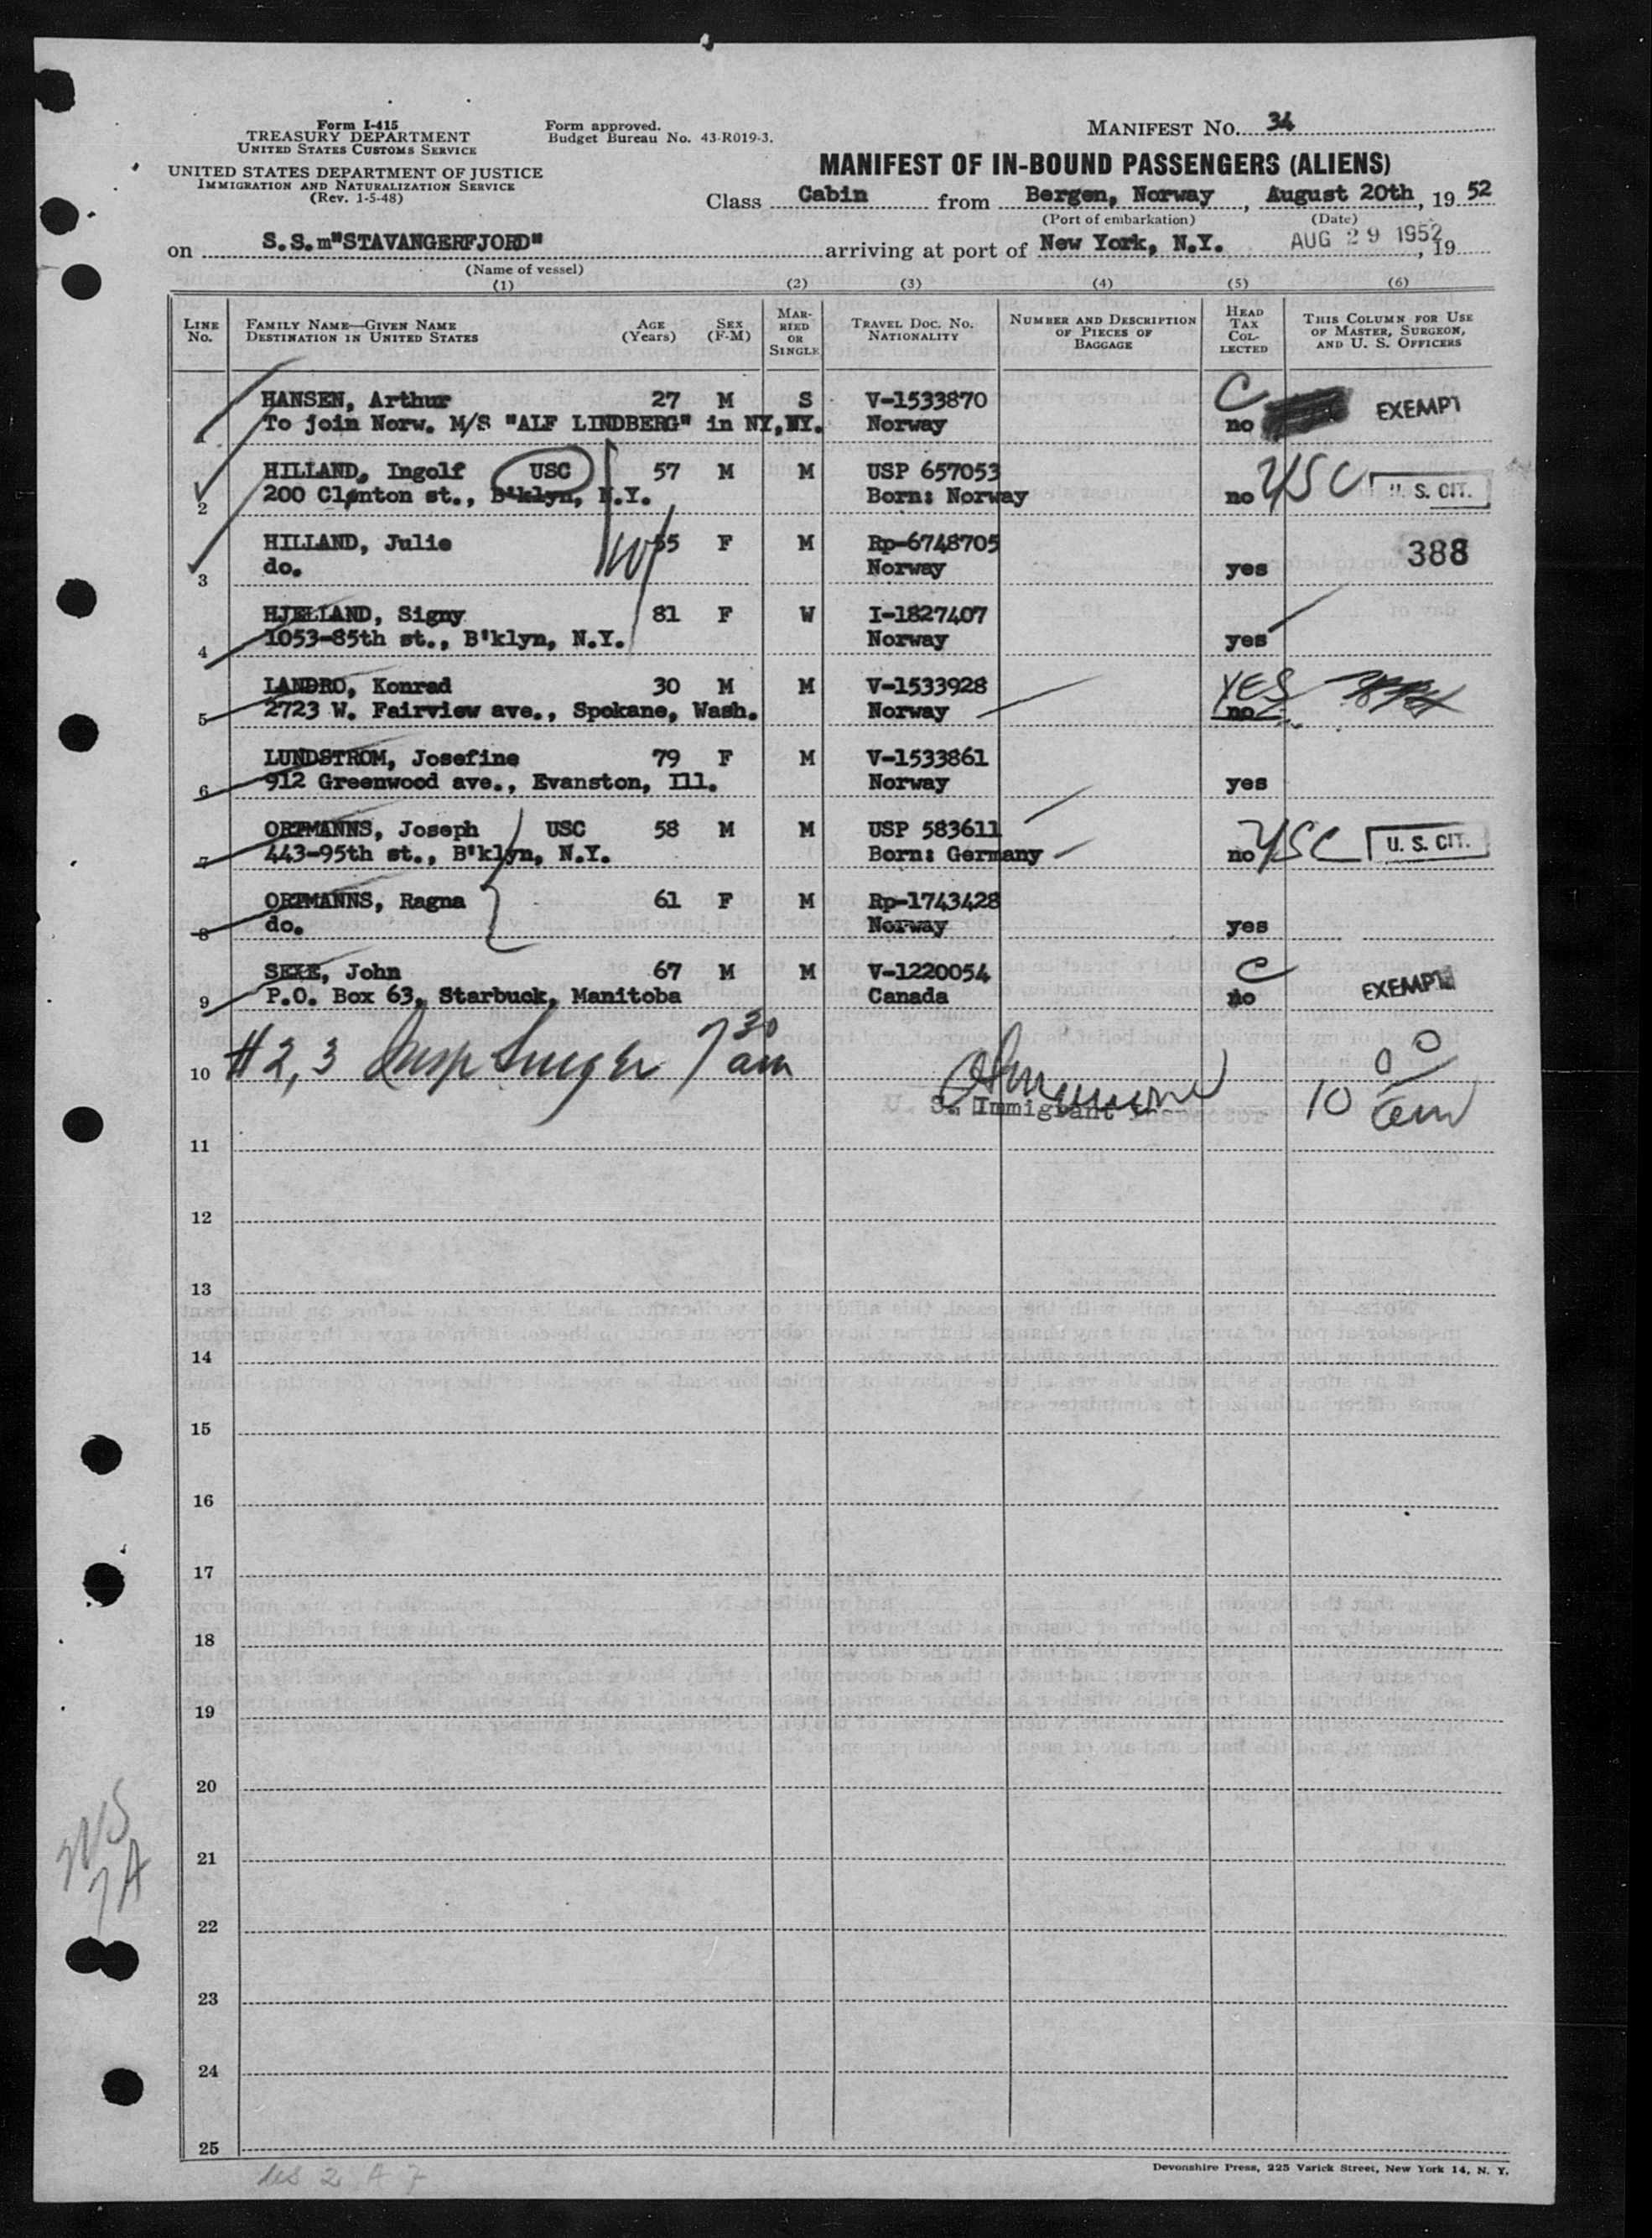 Form I-415
TREASURY DEPARTMENT
UNITED STATES CUSTOMS SERVICE
UNITED STATES DEPARTMENT OF JUSTICE
IMMIGRATION AND NATURALIZATION SERVICE
(Rev. 1-5-48)
Form approved.
Budget Bureau No. 43-R019-3.
MANIFEST No. 34
MANIFEST OF IN-BOUND PASSENGERS (ALIENS)
Class Cabin from Bergen, Norway, August 20th, 1952
(Port of embarkation) (Date)
on S.S.m"STAVANGERFJORD" arriving at port of New York, N.Y. AUG 29 1952, 19
(Name of vessel)
(1) (2) (3) (4) (5) (6)
LINE No. FAMILY NAME—GIVEN NAME DESTINATION IN UNITED STATES AGE (Years) SEX (F-M) MARRIED OR SINGLE TRAVEL DOC. NO. NATIONALITY NUMBER AND DESCRIPTION OF PIECES OF BAGGAGE HEAD TAX COLLECTED THIS COLUMN FOR USE OF MASTER, SURGEON, AND U. S. OFFICERS
HANSEN, Arthur 27 M S V-1533870 C EXEMPT
1 To join Norw. M/S "ALF LINDBERG" in NY,NY. Norway no
HILLAND, Ingolf USC 57 M M USP 657053 USC U. S. CIT.
2 200 Clinton st., B'klyn, N.Y. Born: Norway no
HILLAND, Julie 55 F M Rp-6748705 388
3 do. Norway yes
HJELLAND, Signy 81 F W I-1827407
4 1053-85th st., B'klyn, N.Y. Norway yes
LANDRO, Konrad 30 M M V-1533928 YES
5 2723 W. Fairview ave., Spokane, Wash. Norway no
LUNDSTROM, Josefine 79 F M V-1533861
6 912 Greenwood ave., Evanston, Ill. Norway yes
ORTMANNS, Joseph USC 58 M M USP 583611 USC U. S. CIT.
7 443-95th st., B'klyn, N.Y. Born: Germany no
ORTMANNS, Ragna 61 F M Rp-1743428
8 do. Norway yes
SEXE, John 67 M M V-1220054 C EXEMPT
9 P.O. Box 63, Starbuck, Manitoba Canada no
10 #2,3 Insp 7 30 am 10 00 am
U. S. Immigrant Inspector
11
12
13
14
15
16
17
18
19
20
21
22
23
24
25
US 2 A 7
Devonshire Press, 225 Varick Street, New York 14, N. Y.